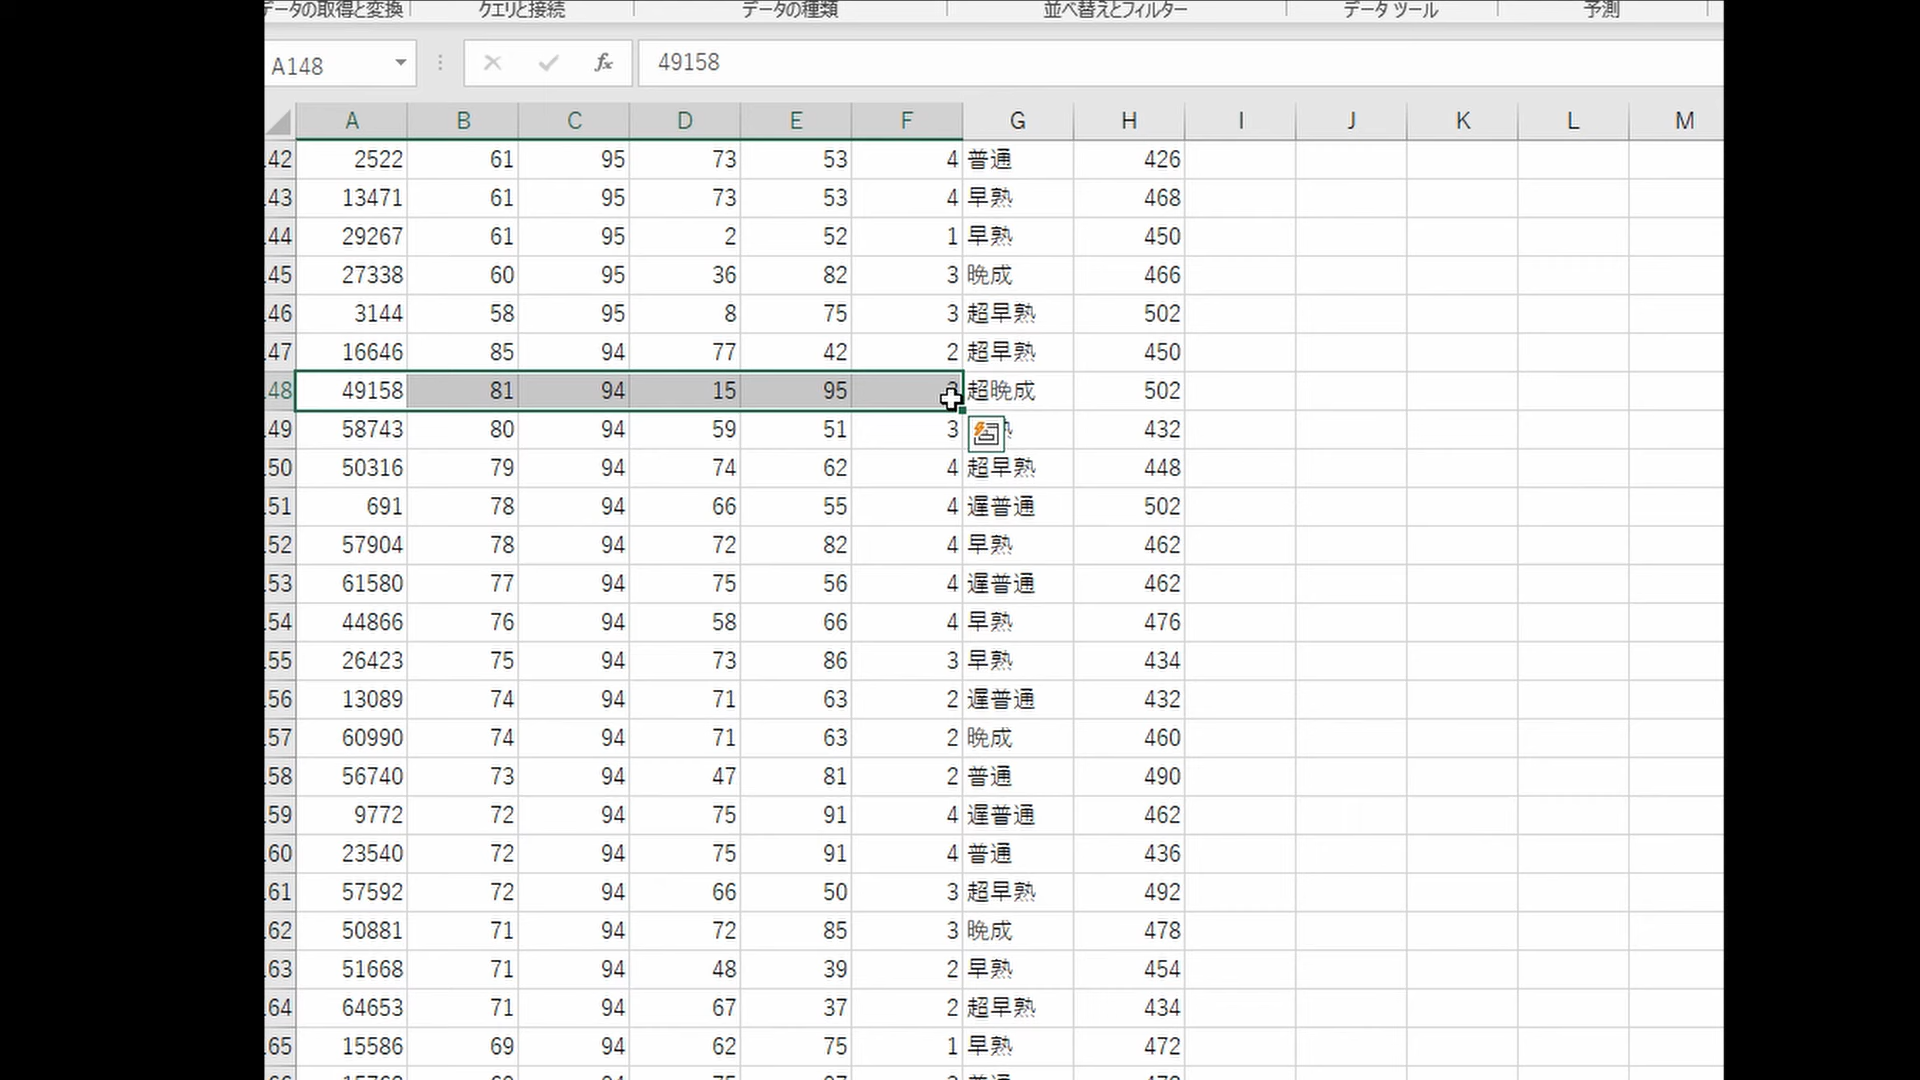 データの取得と変換 クエリと接続 データの種類 並べ替えとフィルター データ ツール 予測
A148 fx 49158
A B C D E F G H I J K L M
42 2522 61 95 73 53 4 普通 426
43 13471 61 95 73 53 4 早熟 468
44 29267 61 95 2 52 1 早熟 450
45 27338 60 95 36 82 3 晩成 466
46 3144 58 95 8 75 3 超早熟 502
47 16646 85 94 77 42 2 超早熟 450
48 49158 81 94 15 95 超晩成 502
49 58743 80 94 59 51 3 432
50 50316 79 94 74 62 4 超早熟 448
51 691 78 94 66 55 4 遅普通 502
52 57904 78 94 72 82 4 早熟 462
53 61580 77 94 75 56 4 遅普通 462
54 44866 76 94 58 66 4 早熟 476
55 26423 75 94 73 86 3 早熟 434
56 13089 74 94 71 63 2 遅普通 432
57 60990 74 94 71 63 2 晩成 460
58 56740 73 94 47 81 2 普通 490
59 9772 72 94 75 91 4 遅普通 462
60 23540 72 94 75 91 4 普通 436
61 57592 72 94 66 50 3 超早熟 492
62 50881 71 94 72 85 3 晩成 478
63 51668 71 94 48 39 2 早熟 454
64 64653 71 94 67 37 2 超早熟 434
65 15586 69 94 62 75 1 早熟 472